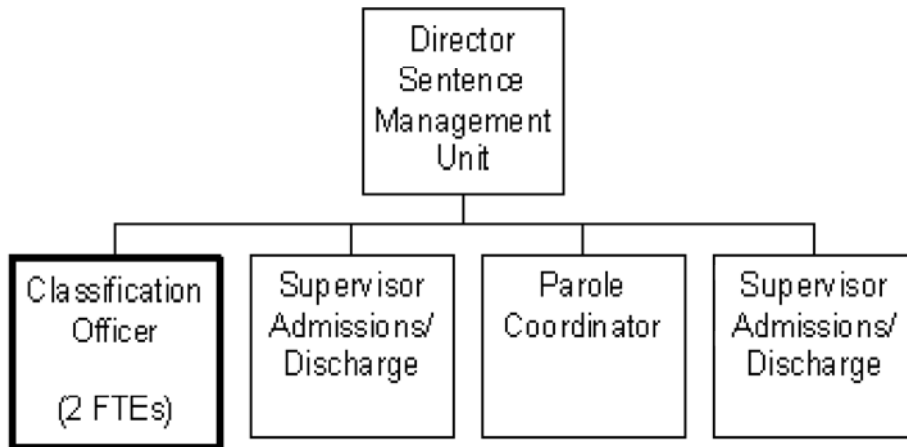 Director
Sentence
Management
Unit
Classification
Officer
(2 FTEs)
Supervisor
Admissions/
Discharge
Parole
Coordinator
Supervisor
Admissions/
Discharge